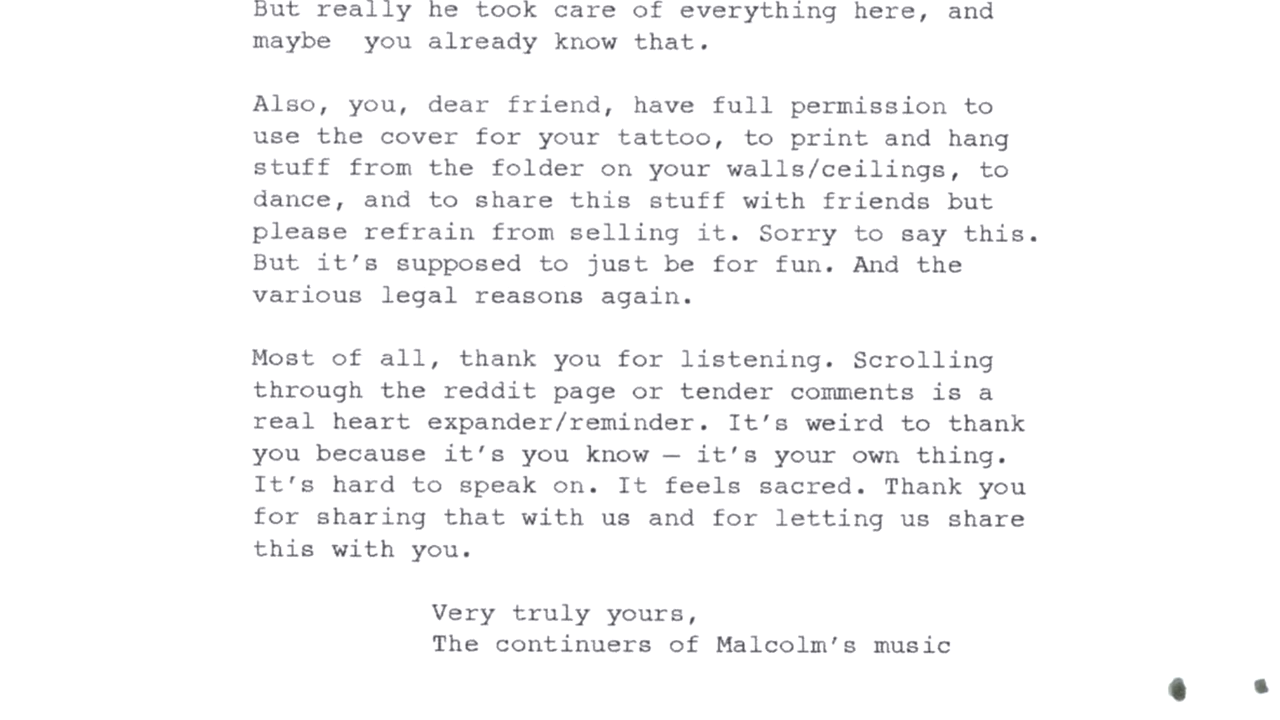 But really he took care of everything here, and
maybe  you already know that.
Also, you, dear friend, have full permission to
use the cover for your tattoo, to print and hang
stuff from the folder on your walls/ceilings, to
dance, and to share this stuff with friends but
please refrain from selling it. Sorry to say this.
But it's supposed to just be for fun. And the
various legal reasons again.
Most of all, thank you for listening. Scrolling
through the reddit page or tender comments is a
real heart expander/reminder. It's weird to thank
you because it's you know — it's your own thing.
It's hard to speak on. It feels sacred. Thank you
for sharing that with us and for letting us share
this with you.
Very truly yours,
The continuers of Malcolm's music